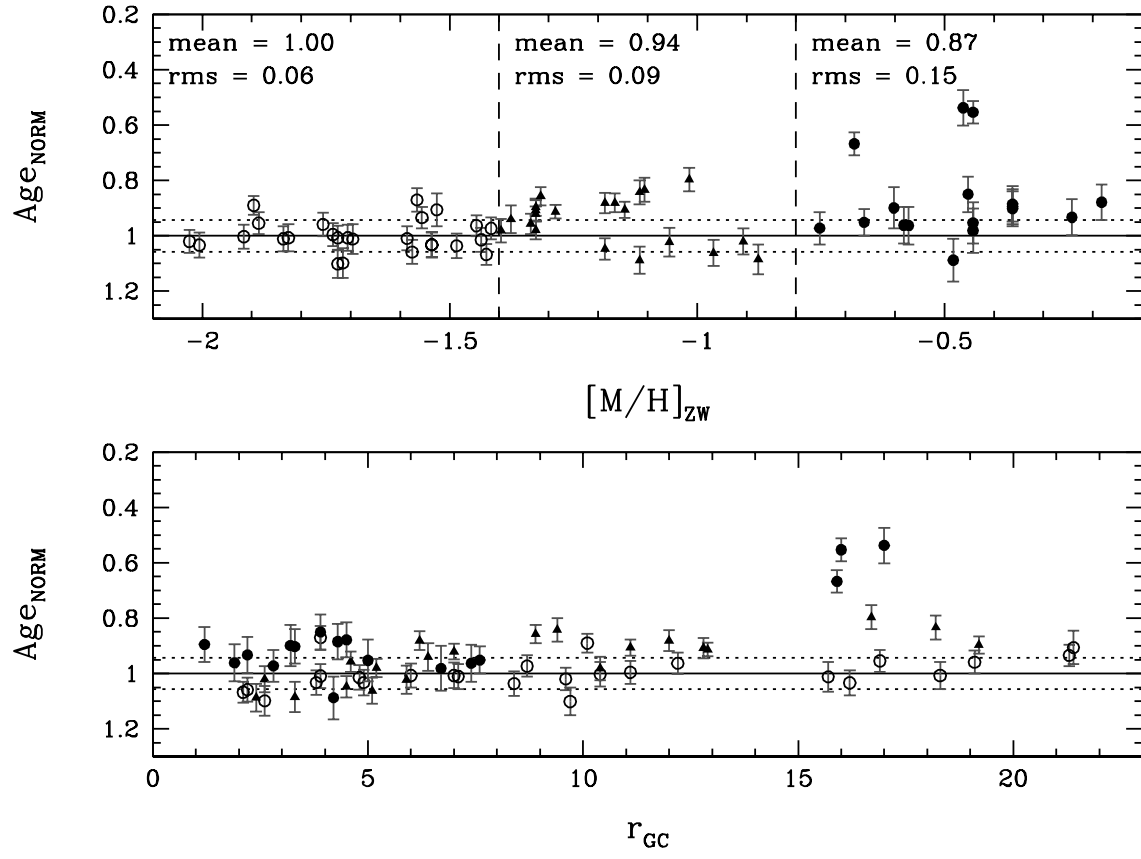 mean = 1.00
rms = 0.06
mean = 0.94
rms = 0.09
mean = 0.87
rms = 0.15
0.2
0.4
0.6
0.8
1
1.2
Age_NORM
-2
-1.5
-1
-0.5
[M/H]_ZW
0.2
0.4
0.6
0.8
1
1.2
Age_NORM
0
5
10
15
20
r_GC